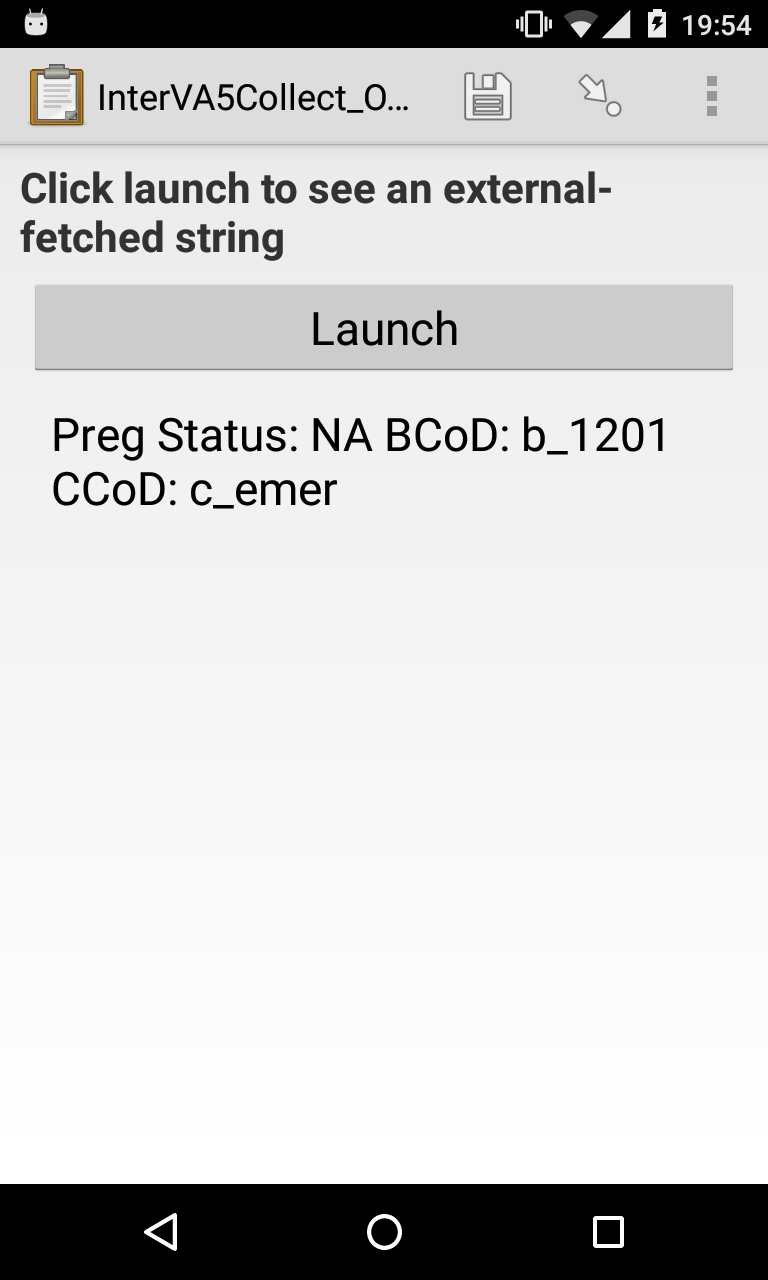 19:54
InterVA5Collect_O...
Click launch to see an external-
fetched string
Launch
Preg Status: NA BCoD: b_1201
CCoD: c_emer